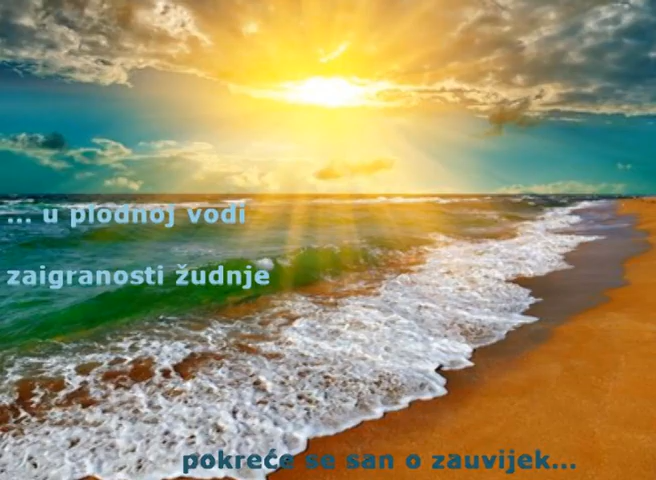 ... u plodnoj vodi
zaigranosti žudnje
pokreće se san o zauvijek...